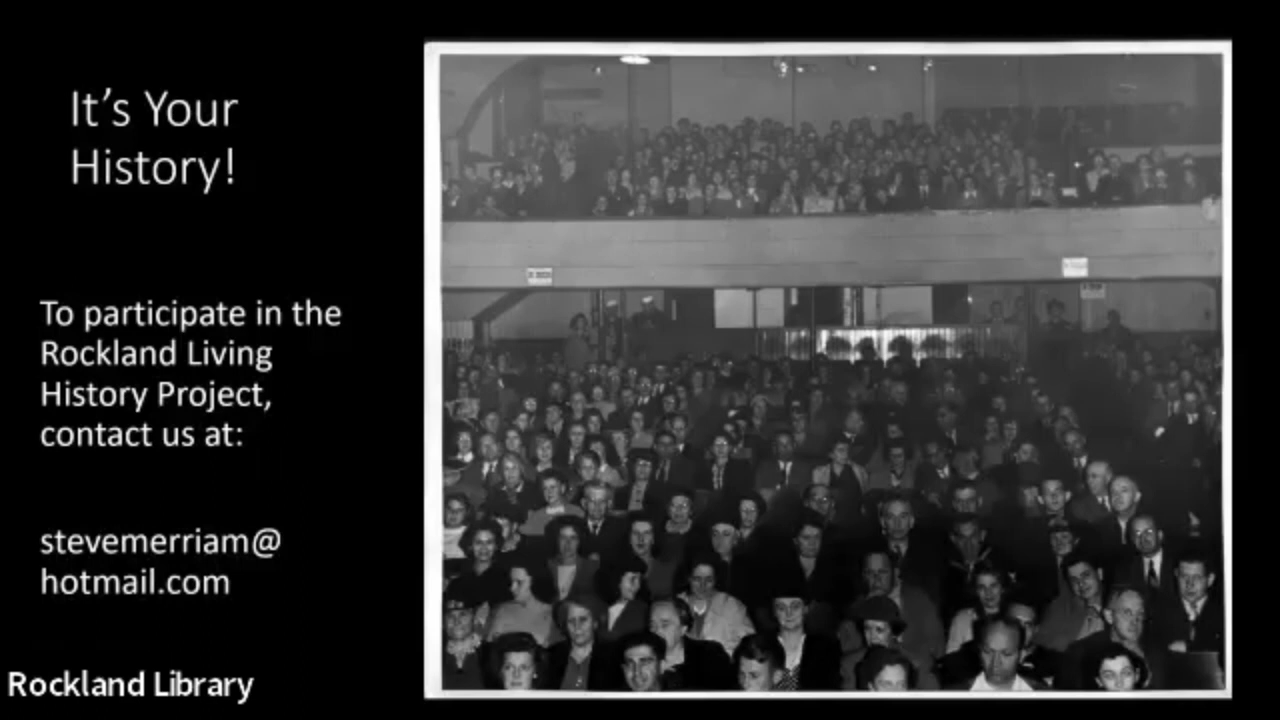 It's Your
History!
To participate in the
Rockland Living
History Project,
contact us at:
stevemerriam@
hotmail.com
Rockland Library